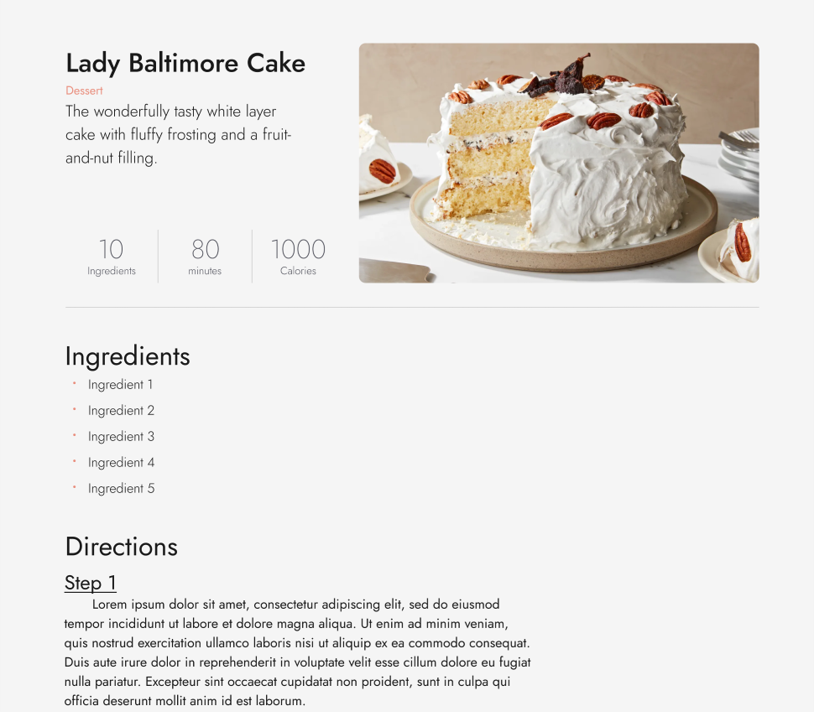 Lady Baltimore Cake
Dessert
The wonderfully tasty white layer
cake with fluffy frosting and a fruit-
and-nut filling.
10
Ingredients
80
minutes
1000
Calories
Ingredients
Ingredient 1
Ingredient 2
Ingredient 3
Ingredient 4
Ingredient 5
Directions
Step 1
Lorem ipsum dolor sit amet, consectetur adipiscing elit, sed do eiusmod
tempor incididunt ut labore et dolore magna aliqua. Ut enim ad minim veniam,
quis nostrud exercitation ullamco laboris nisi ut aliquip ex ea commodo consequat.
Duis aute irure dolor in reprehenderit in voluptate velit esse cillum dolore eu fugiat
nulla pariatur. Excepteur sint occaecat cupidatat non proident, sunt in culpa qui
officia deserunt mollit anim id est laborum.